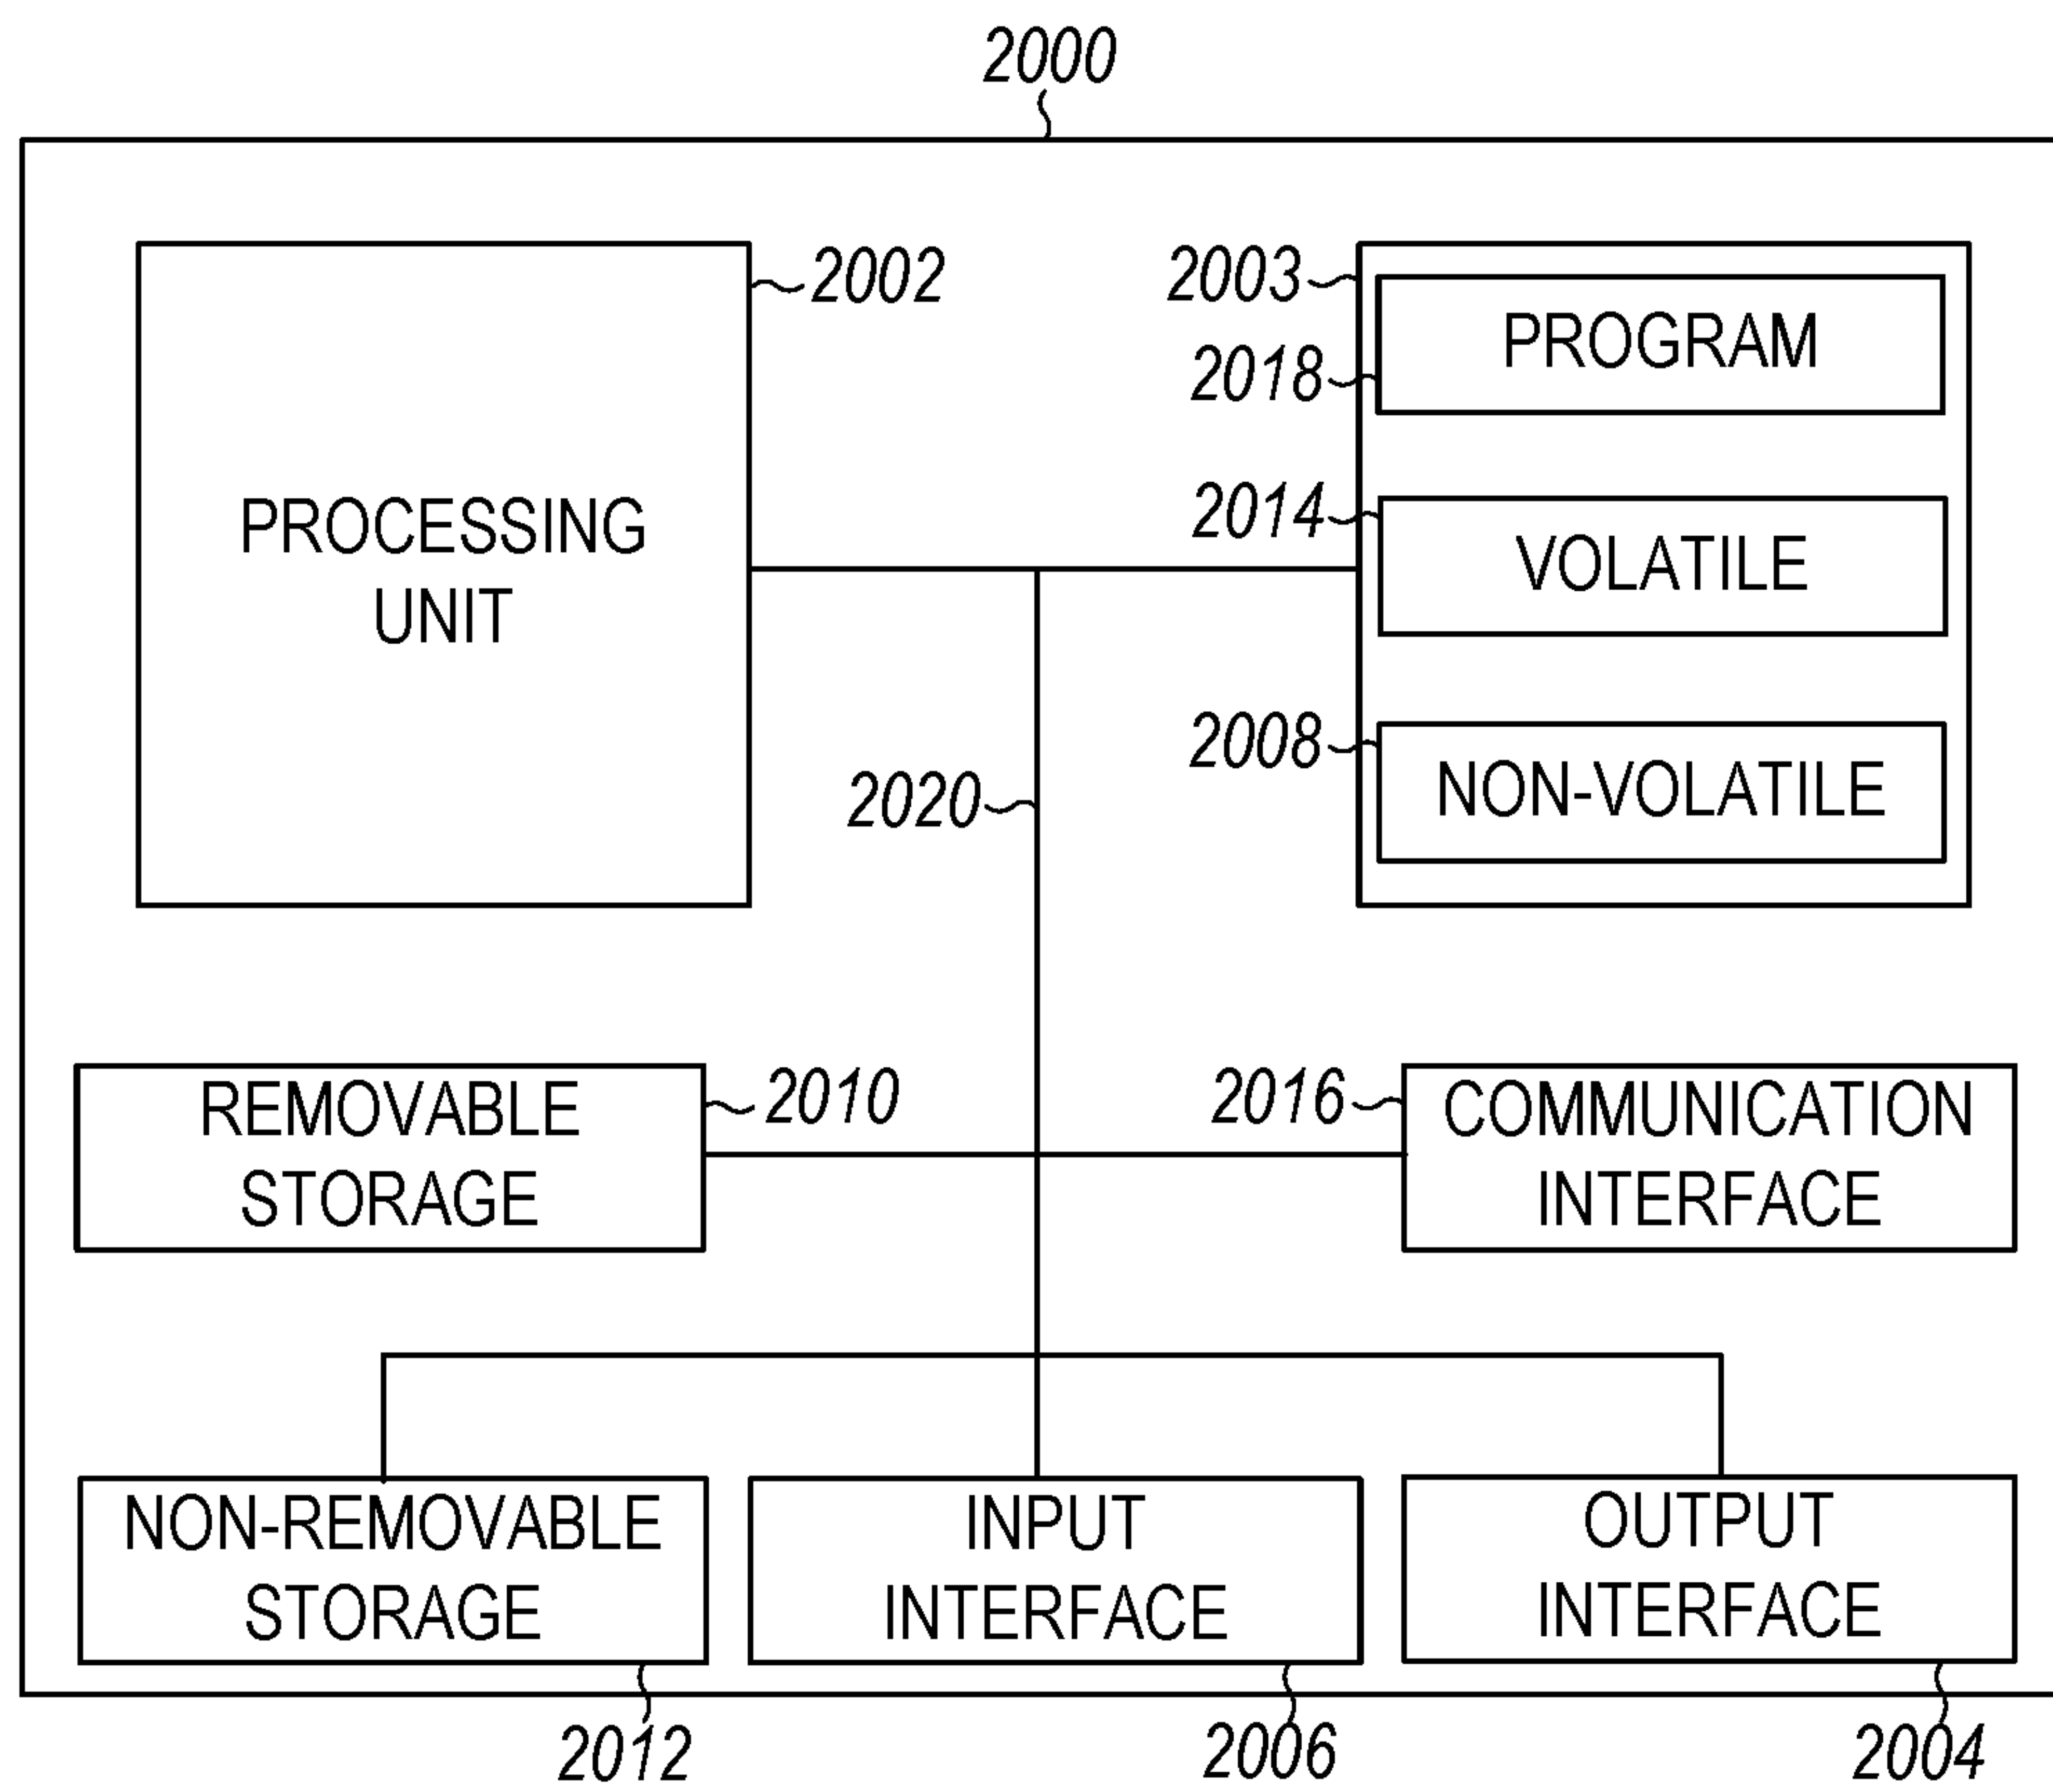 2000
2002
2003
PROGRAM
2018
2014
VOLATILE
PROCESSING
UNIT
2008
NON-VOLATILE
2020
REMOVABLE
STORAGE
2010
2016
COMMUNICATION
INTERFACE
NON-REMOVABLE
STORAGE
INPUT
INTERFACE
OUTPUT
INTERFACE
2012
2006
2004